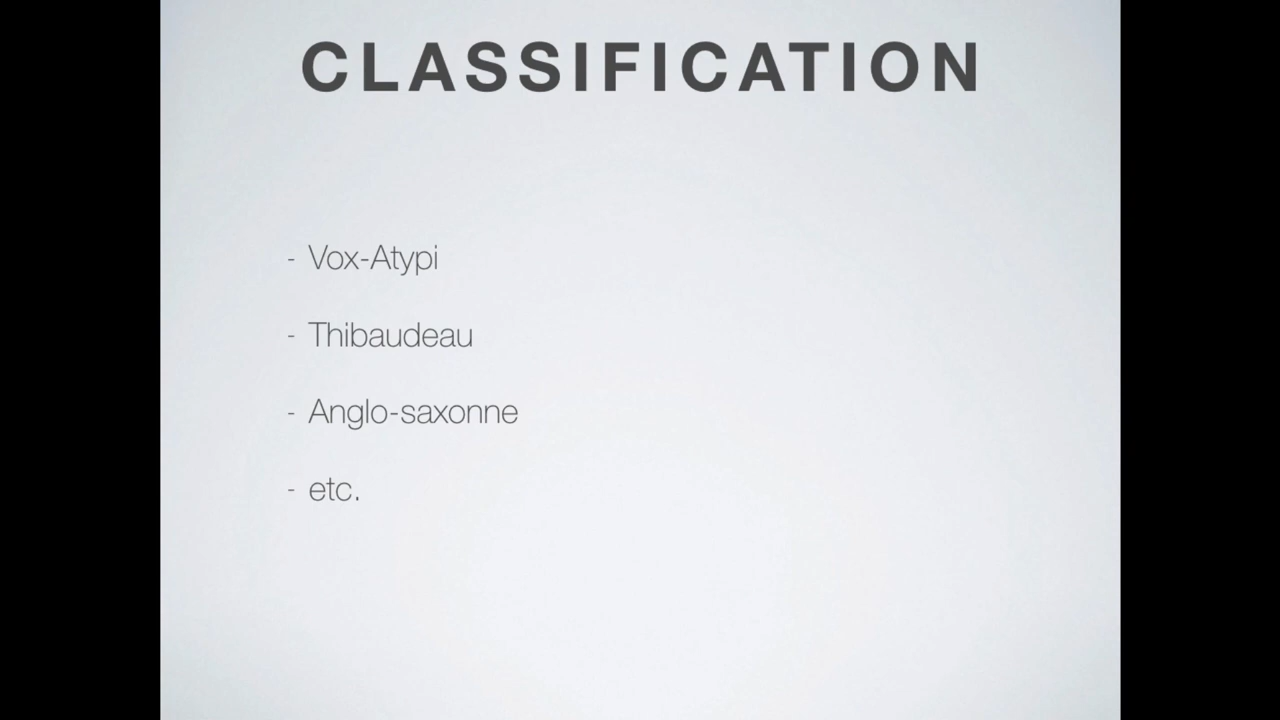 CLASSIFICATION
- Vox-Atypi
- Thibaudeau
- Anglo-saxonne
- etc.